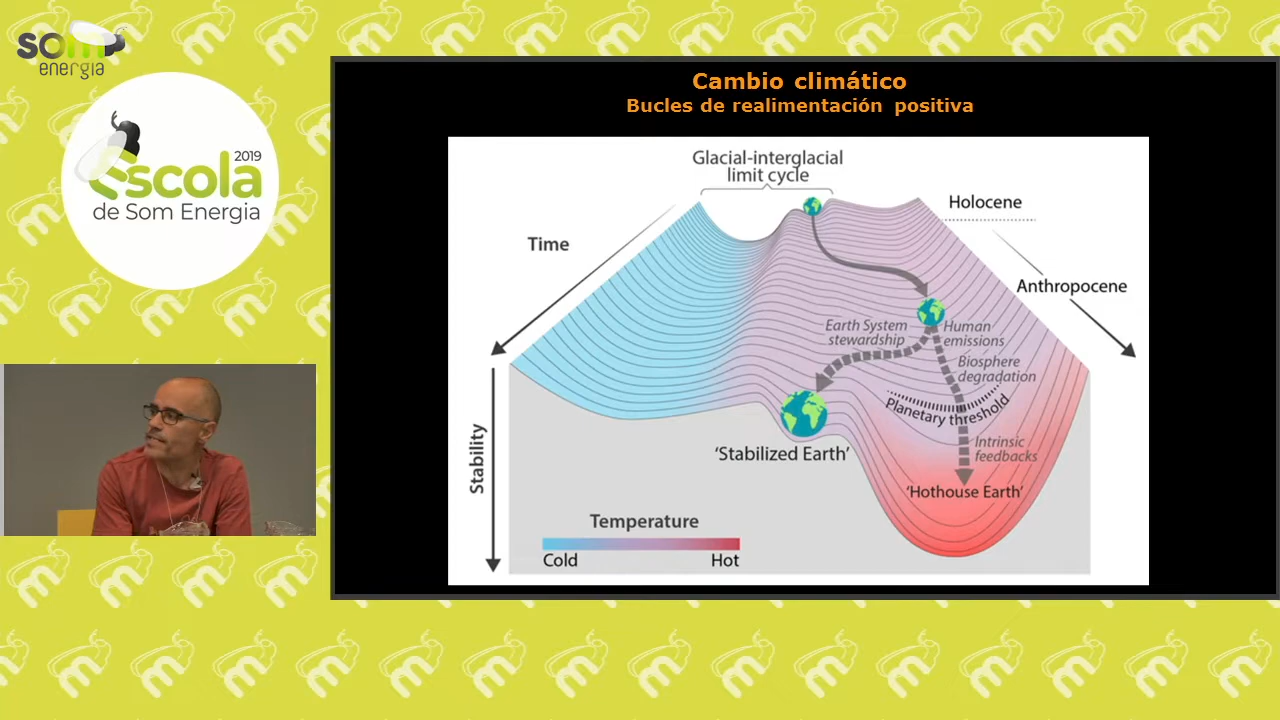 som
energia
2019
Escola
de Som Energia
Cambio climático
Bucles de realimentación positiva
Glacial-interglacial
limit cycle
Holocene
Time
Anthropocene
Earth System
stewardship
Human
emissions
Biosphere
degradation
Planetary threshold
Stability
'Stabilized Earth'
Intrinsic
feedbacks
'Hothouse Earth'
Temperature
Cold
Hot